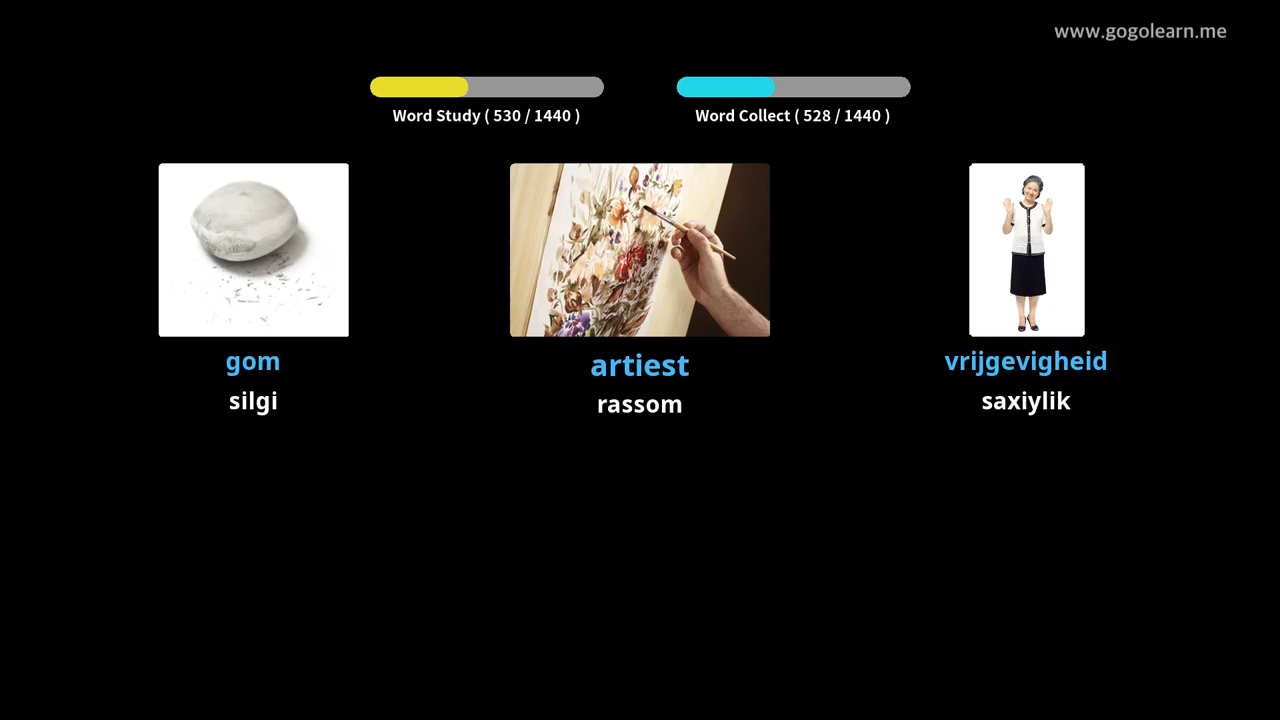 www.gogolearn.me
Word Study ( 530 / 1440 )
Word Collect ( 528 / 1440 )
gom
silgi
artiest
rassom
vrijgevigheid
saxiylik